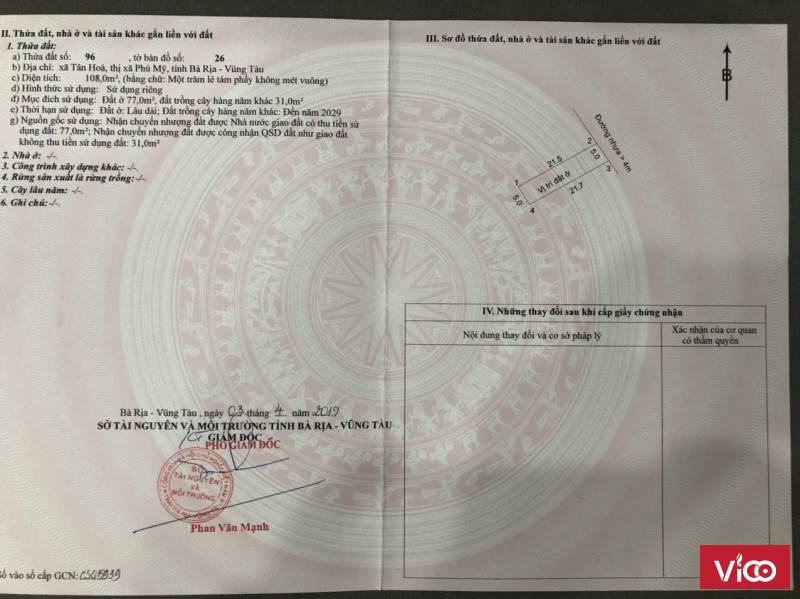 II. Thửa đất, nhà ở và tài sản khác gắn liền với đất
1. Thửa đất:
a) Thửa đất số: 96 , tờ bản đồ số: 26
b) Địa chỉ: xã Tân Hoà, thị xã Phú Mỹ, tỉnh Bà Rịa - Vũng Tàu
c) Diện tích: 108,0m², (bằng chữ: Một trăm lẻ tám phẩy không mét vuông)
d) Hình thức sử dụng: Sử dụng riêng
đ) Mục đích sử dụng: Đất ở 77,0m², đất trồng cây hàng năm khác 31,0m²
e) Thời hạn sử dụng: Đất ở: Lâu dài; Đất trồng cây hàng năm khác: Đến năm 2029
g) Nguồn gốc sử dụng: Nhận chuyển nhượng đất được Nhà nước giao đất có thu tiền sử
dụng đất: 77,0m²; Nhận chuyển nhượng đất được công nhận QSD đất như giao đất
không thu tiền sử dụng đất: 31,0m²
2. Nhà ở: -/-
3. Công trình xây dựng khác: -/-
4. Rừng sản xuất là rừng trồng: -/-
5. Cây lâu năm: -/-
6. Ghi chú: -/-
Bà Rịa - Vũng Tàu , ngày 03 tháng 4 năm 2019
SỞ TÀI NGUYÊN VÀ MÔI TRƯỜNG TỈNH BÀ RỊA - VŨNG TÀU
GIÁM ĐỐC
PHÓ GIÁM ĐỐC
SỞ
TÀI NGUYÊN
VÀ
MÔI TRƯỜNG
Phan Văn Mạnh
Số vào sổ cấp GCN: CS05939
III. Sơ đồ thửa đất, nhà ở và tài sản khác gắn liền với đất
B
Đường nhựa > 4m
1
21.5
2
5.0
3
Vị trí đất ở
5.0
4
21.7
IV. Những thay đổi sau khi cấp giấy chứng nhận
Nội dung thay đổi và cơ sở pháp lý
Xác nhận của cơ quan
có thẩm quyền
Vicoo